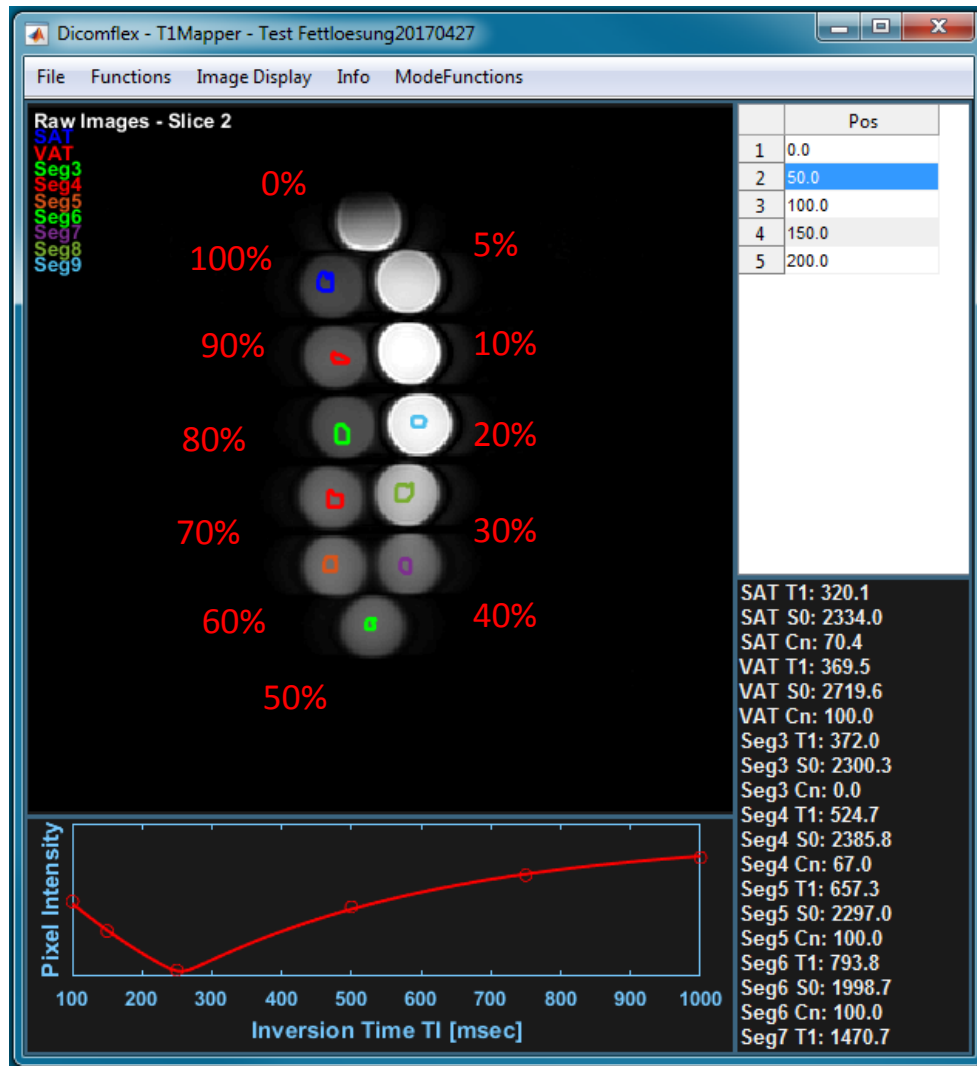 Dicomflex - T1Mapper - Test Fettloesung20170427
File Functions Image Display Info ModeFunctions
Raw Images - Slice 2
SAT
VAT
Seg3
Seg4
Seg5
Seg6
Seg7
Seg8
Seg9
0%
100%
5%
90%
10%
80%
20%
70%
30%
60%
40%
50%
Pos
1 0.0
2 50.0
3 100.0
4 150.0
5 200.0
SAT T1: 320.1
SAT S0: 2334.0
SAT Cn: 70.4
VAT T1: 369.5
VAT S0: 2719.6
VAT Cn: 100.0
Seg3 T1: 372.0
Seg3 S0: 2300.3
Seg3 Cn: 0.0
Seg4 T1: 524.7
Seg4 S0: 2385.8
Seg4 Cn: 67.0
Seg5 T1: 657.3
Seg5 S0: 2297.0
Seg5 Cn: 100.0
Seg6 T1: 793.8
Seg6 S0: 1998.7
Seg6 Cn: 100.0
Seg7 T1: 1470.7
Pixel Intensity
100 200 300 400 500 600 700 800 900 1000
Inversion Time TI [msec]